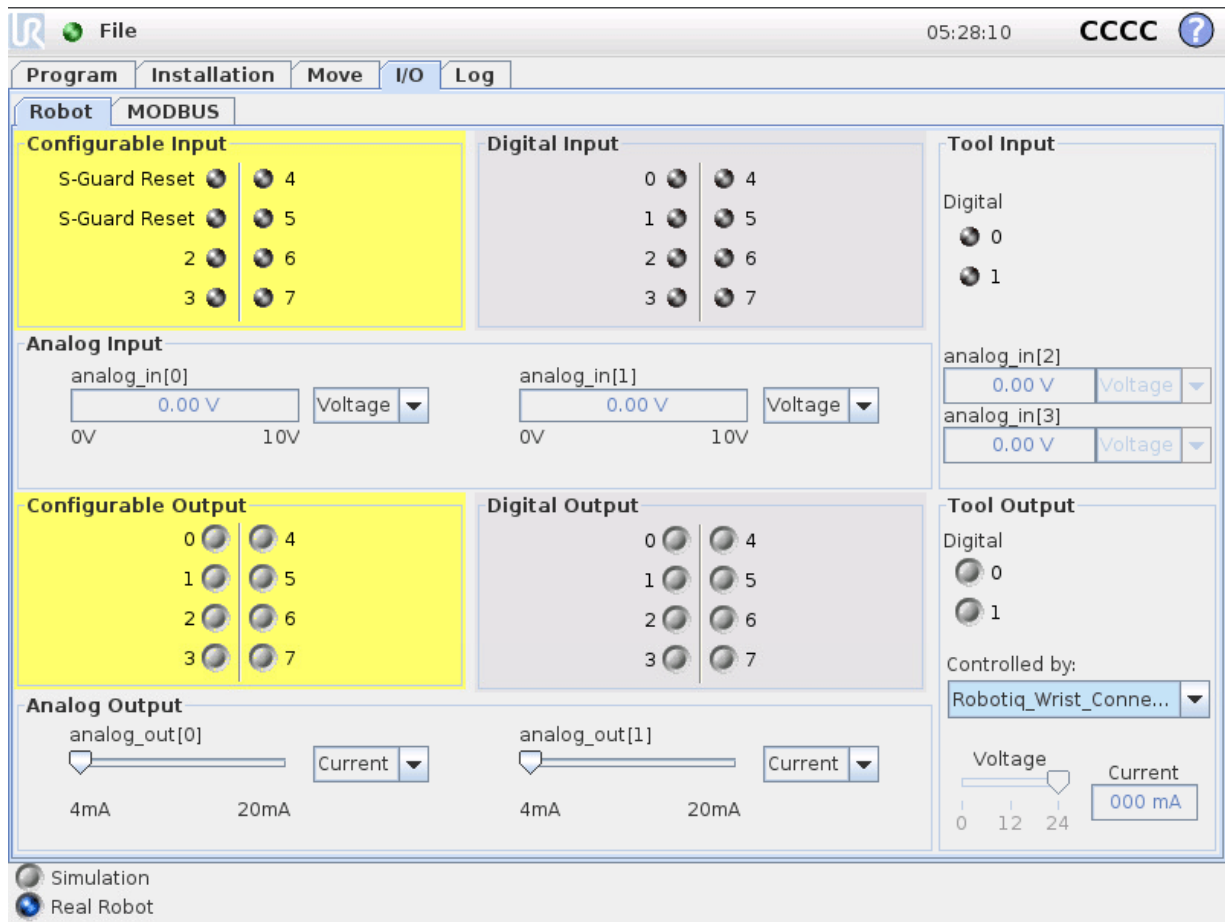 UR File 05:28:10 CCCC ?
Program Installation Move I/O Log
Robot MODBUS
Configurable Input
S-Guard Reset 4
S-Guard Reset 5
2 6
3 7
Digital Input
0 4
1 5
2 6
3 7
Tool Input
Digital
0
1
analog_in[2]
0.00 V Voltage
analog_in[3]
0.00 V Voltage
Analog Input
analog_in[0]
0.00 V Voltage
0V 10V
analog_in[1]
0.00 V Voltage
0V 10V
Configurable Output
0 4
1 5
2 6
3 7
Digital Output
0 4
1 5
2 6
3 7
Tool Output
Digital
0
1
Controlled by:
Robotiq_Wrist_Conne...
Voltage
0 12 24
Current
000 mA
Analog Output
analog_out[0]
Current
4mA 20mA
analog_out[1]
Current
4mA 20mA
Simulation
Real Robot